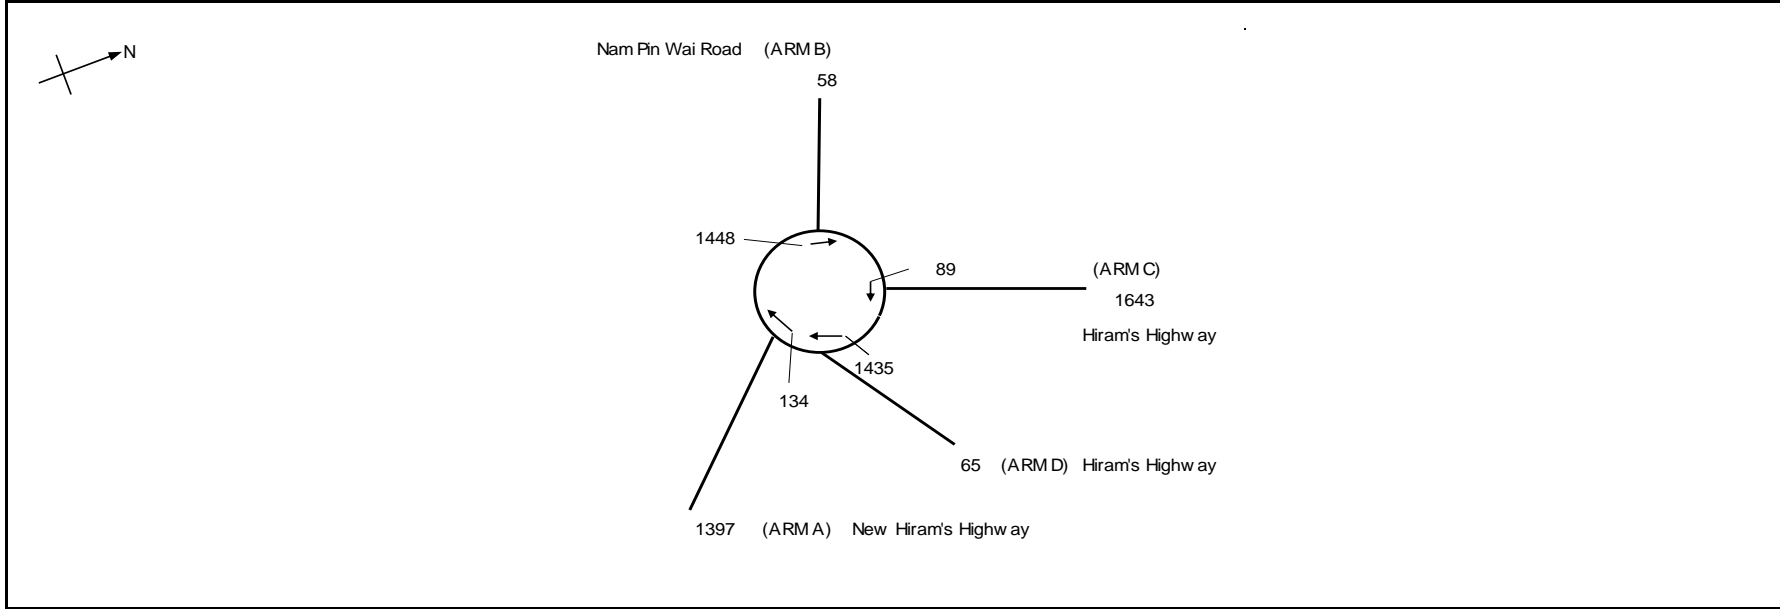 N
Nam Pin Wai Road (ARM B)
58
1448
89
(ARM C)
1643
Hiram's Highway
1435
134
65 (ARM D) Hiram's Highway
1397 (ARM A) New Hiram's Highway